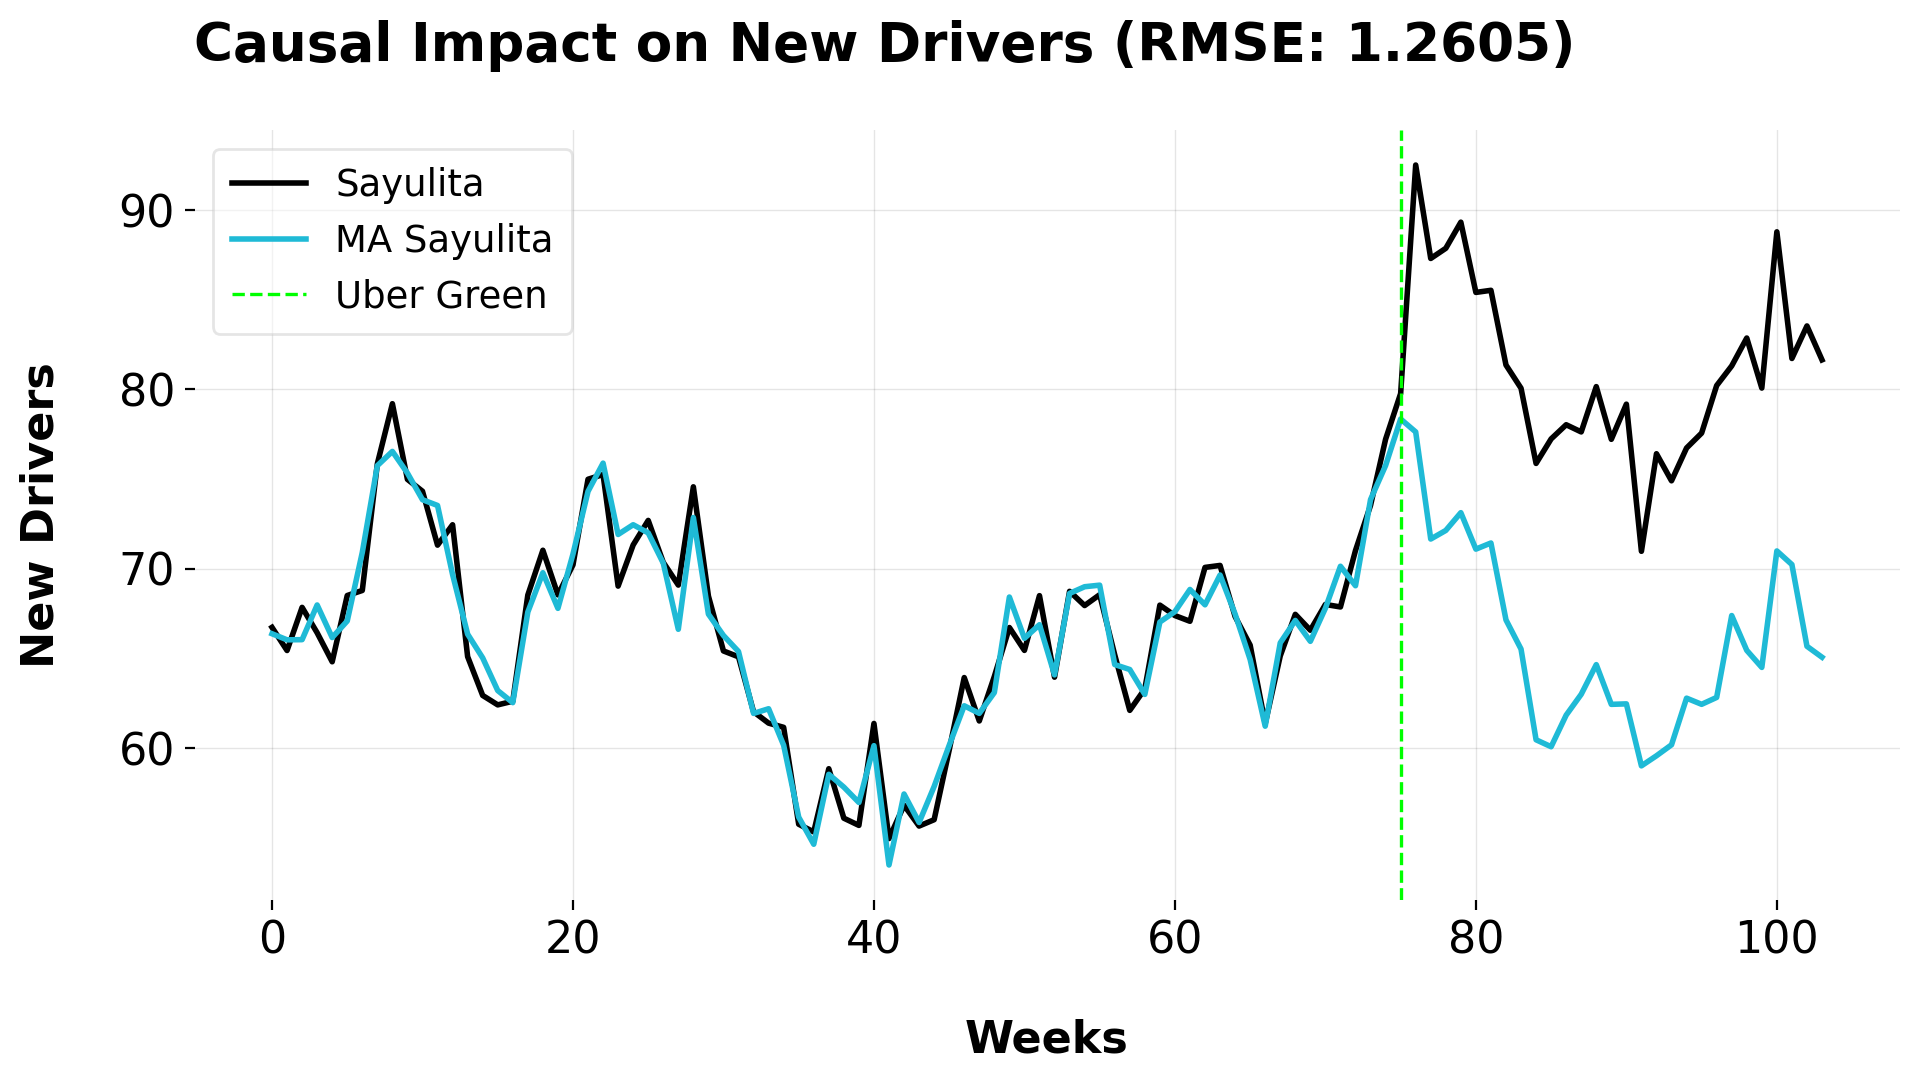 Causal Impact on New Drivers (RMSE: 1.2605)
Sayulita
MA Sayulita
Uber Green
New Drivers
90
80
70
60
0 20 40 60 80 100
Weeks